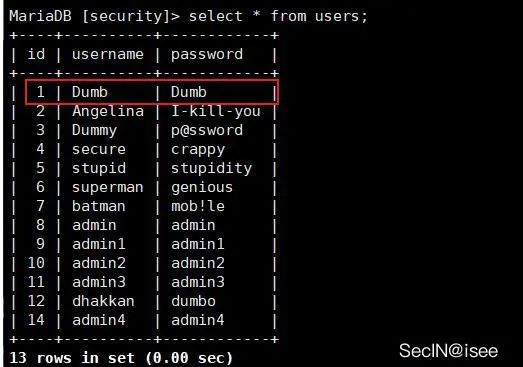 MariaDB [security]> select * from users;
+----+----------+------------+
| id | username | password   |
+----+----------+------------+
|  1 | Dumb     | Dumb       |
|  2 | Angelina | I-kill-you |
|  3 | Dummy    | p@ssword   |
|  4 | secure   | crappy     |
|  5 | stupid   | stupidity  |
|  6 | superman | genious    |
|  7 | batman   | mob!le     |
|  8 | admin    | admin      |
|  9 | admin1   | admin1     |
| 10 | admin2   | admin2     |
| 11 | admin3   | admin3     |
| 12 | dhakkan  | dumbo      |
| 14 | admin4   | admin4     |
+----+----------+------------+
13 rows in set (0.00 sec)
SecIN@isee